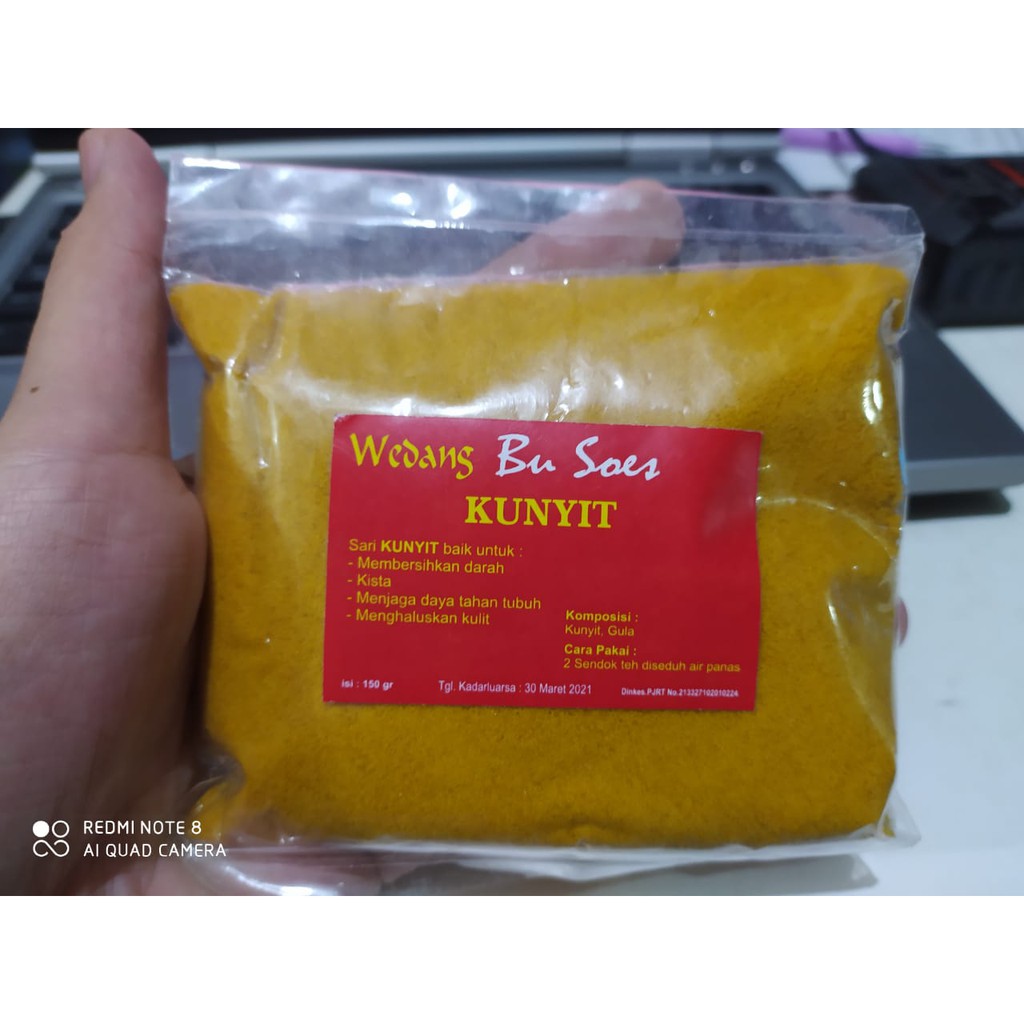 Wedang Bu Soes
KUNYIT
Sari KUNYIT baik untuk :
- Membersihkan darah
- Kista
- Menjaga daya tahan tubuh
- Menghaluskan kulit
Komposisi :
Kunyit, Gula
Cara Pakai :
2 Sendok teh diseduh air panas
isi : 150 gr
Tgl. Kadarluarsa : 30 Maret 2021
Dinkes.PJRT No.213327102010224
REDMI NOTE 8
AI QUAD CAMERA